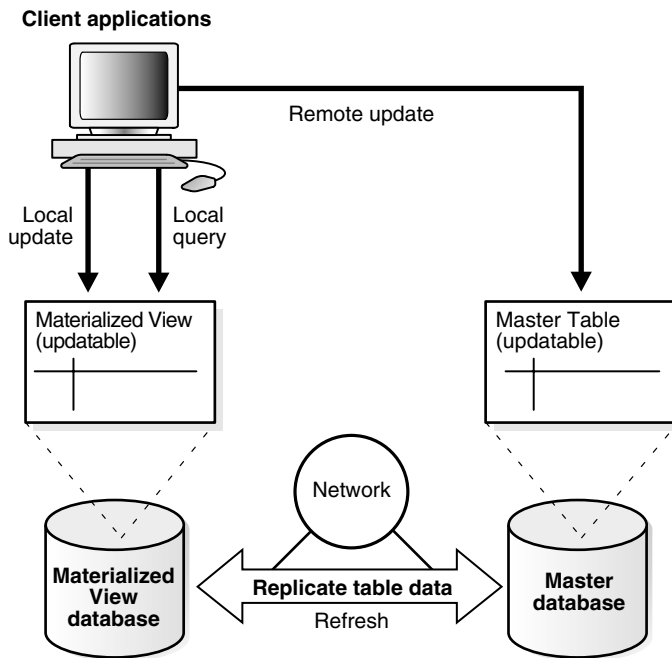 Client applications
Remote update
Local
update
Local
query
Materialized View
(updatable)
Master Table
(updatable)
Network
Materialized
View
database
Replicate table data
Refresh
Master
database